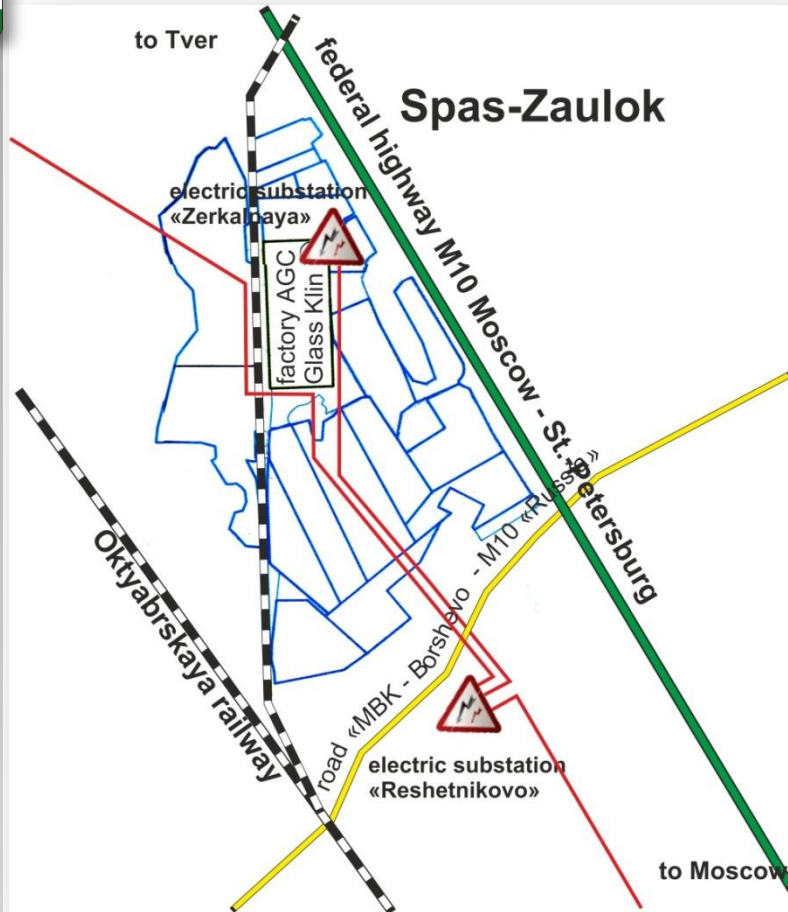 to Tver
federal highway M10 Moscow - St. Petersburg
Spas-Zaulok
electric substation
«Zerkalnaya»
factory AGC
Glass Klin
Oktyabrskaya railway
road «MBK - Borshevo - M10 «Russia»
electric substation
«Reshetnikovo»
to Moscow